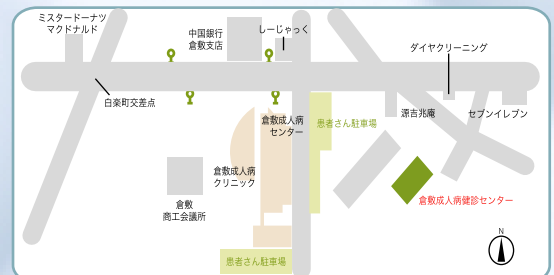 ミスタードーナツ
マクドナルド
中国銀行
倉敷支店
しーじゃっく
ダイヤクリーニング
白楽町交差点
倉敷成人病
センター
患者さん駐車場
源吉兆庵
セブンイレブン
倉敷成人病
クリニック
倉敷
商工会議所
倉敷成人病健診センター
患者さん駐車場
N